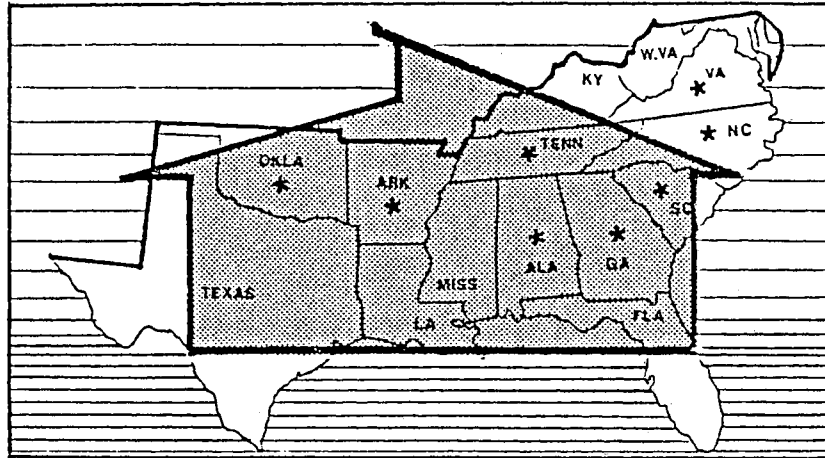 W.VA
KY
VA
NC
TENN
OKLA
ARK
SC
TEXAS
MISS
ALA
GA
LA
FLA